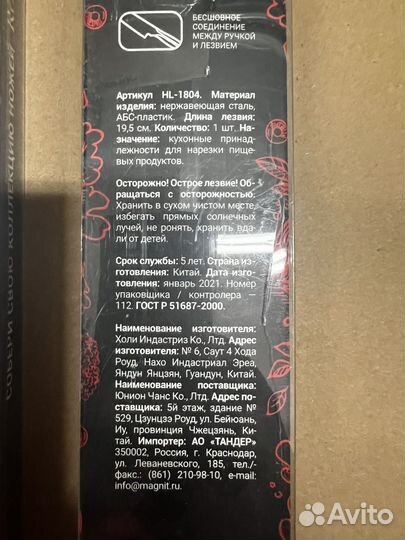 БЕСШОВНОЕ
СОЕДИНЕНИЕ
МЕЖДУ РУЧКОЙ
И ЛЕЗВИЕМ
Артикул HL-1804. Материал
изделия: нержавеющая сталь,
АБС-пластик. Длина лезвия:
19,5 см. Количество: 1 шт. На-
значение: кухонные принад-
лежности для нарезки пище-
вых продуктов.
Осторожно! Острое лезвие! Об-
ращаться с осторожностью.
Хранить в сухом чистом месте,
избегать прямых солнечных
лучей, не ронять, хранить вда-
ли от детей.
Срок службы: 5 лет. Страна из-
готовления: Китай. Дата изго-
товления: январь 2021. Номер
упаковщика / контролера —
112. ГОСТ Р 51687-2000.
Наименование изготовителя:
Холи Индастриз Ко., Лтд. Адрес
изготовителя: № 6, Саут 4 Хода
Роуд, Нахо Индастриал Эреа,
Яндун Янцзян, Гуандун, Китай.
Наименование поставщика:
Юнион Чанс Ко., Лтд. Адрес по-
ставщика: 5й этаж, здание №
529, Цзунцзэ Роуд, ул. Бейюань,
Иу, провинция Чжецзянь, Ки-
тай. Импортер: АО «ТАНДЕР»
350002, Россия, г. Краснодар,
ул. Леваневского, 185, тел./-
факс.: (861) 210-98-10, e-mail:
info@magnit.ru.
СОБЕРИ СВОЮ КОЛЛЕКЦИЮ НОЖЕЙ
Avito